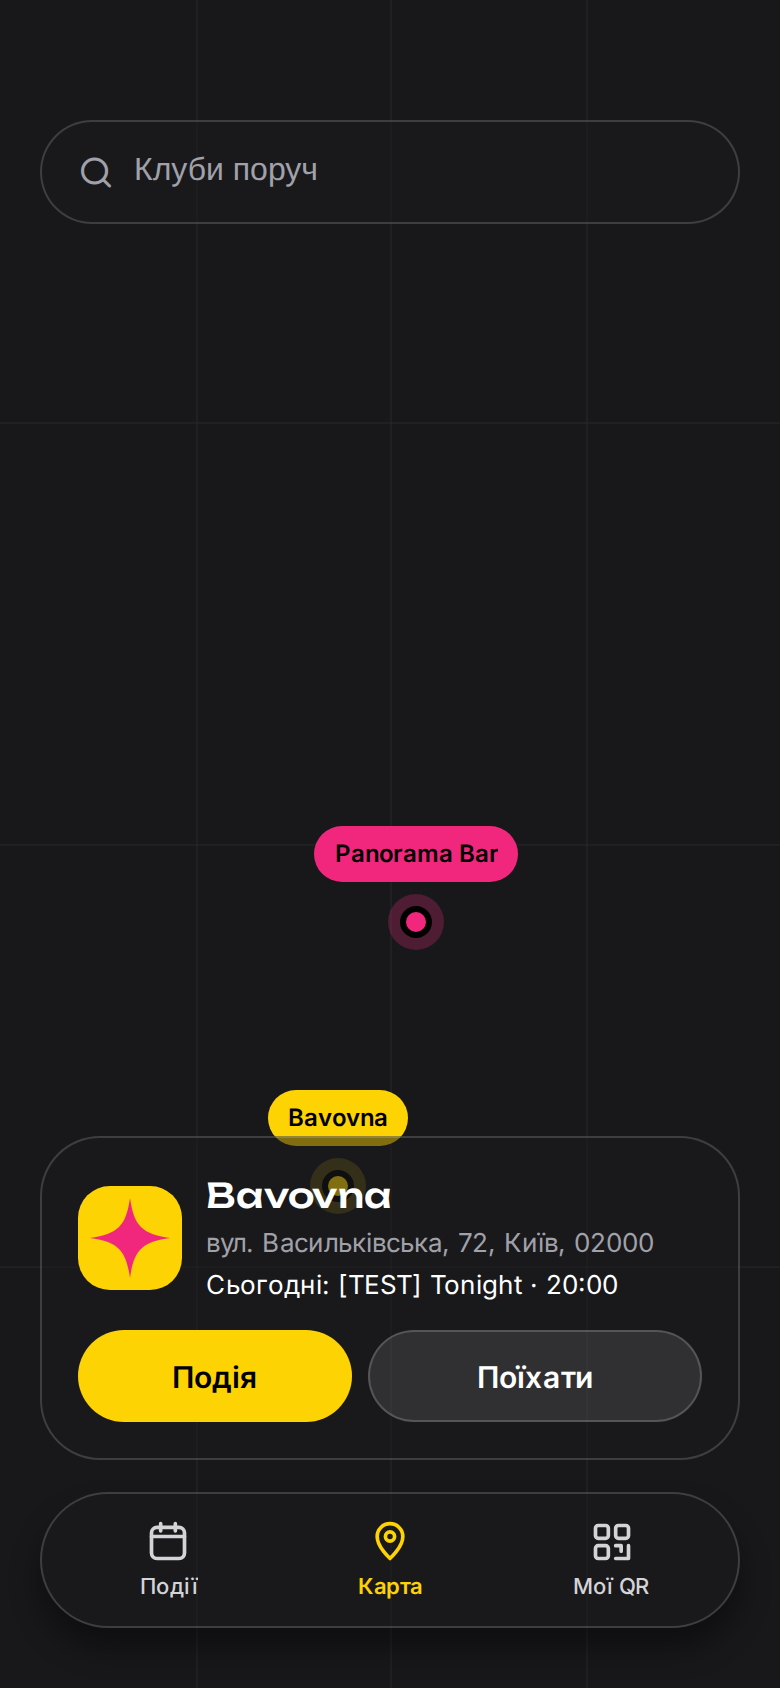 Клуби поруч
Panorama Bar
Bavovna
Bavovna
вул. Васильківська, 72, Київ, 02000
Сьогодні: [TEST] Tonight · 20:00
Подія
Поїхати
Події
Карта
Мої QR